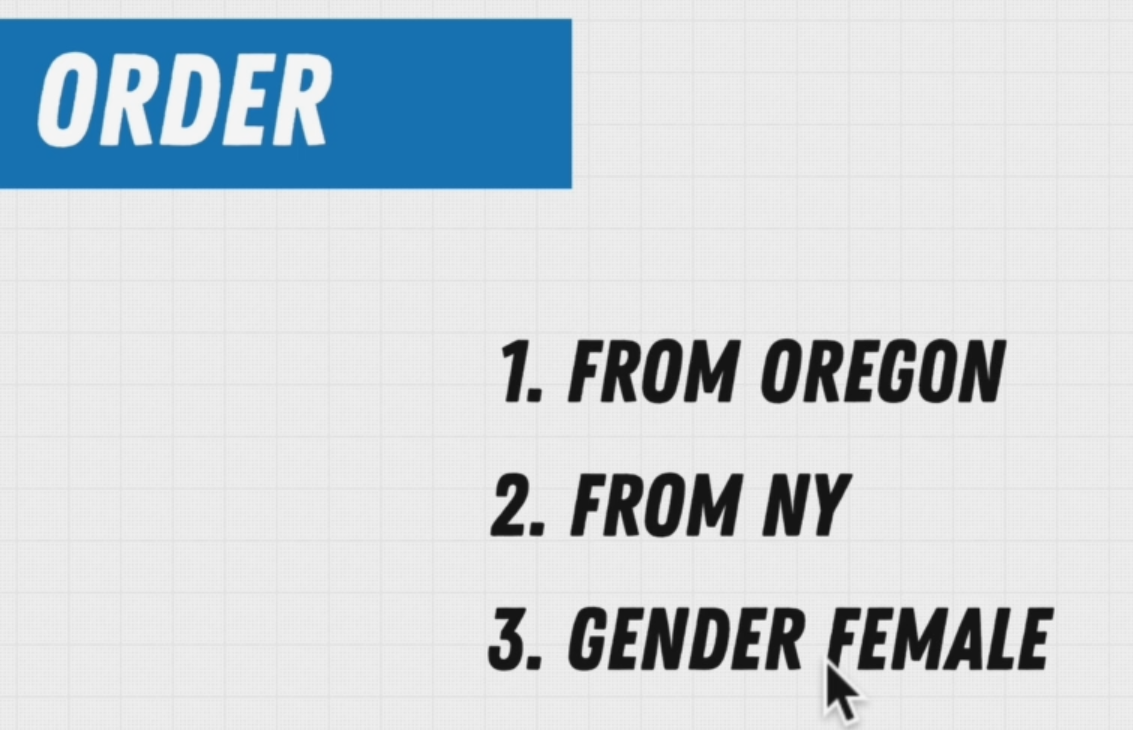 ORDER
1. FROM OREGON
2. FROM NY
3. GENDER FEMALE